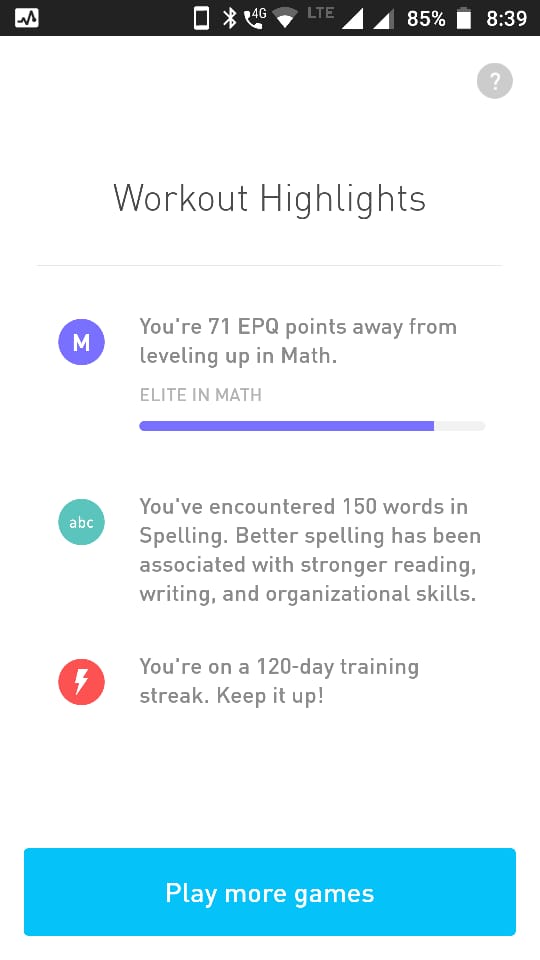 4G LTE 85% 8:39
?
Workout Highlights
M
You're 71 EPQ points away from
leveling up in Math.
ELITE IN MATH
abc
You've encountered 150 words in
Spelling. Better spelling has been
associated with stronger reading,
writing, and organizational skills.
You're on a 120-day training
streak. Keep it up!
Play more games